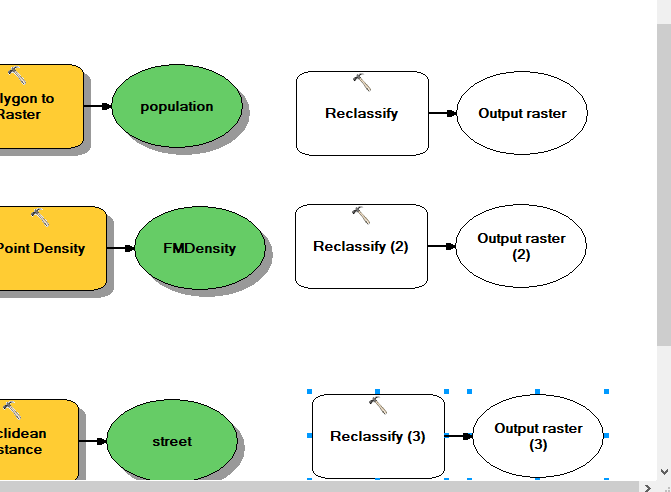 lygon to
Raster
population
Reclassify
Output raster
Point Density
FMDensity
Reclassify (2)
Output raster
(2)
clidean
stance
street
Reclassify (3)
Output raster
(3)